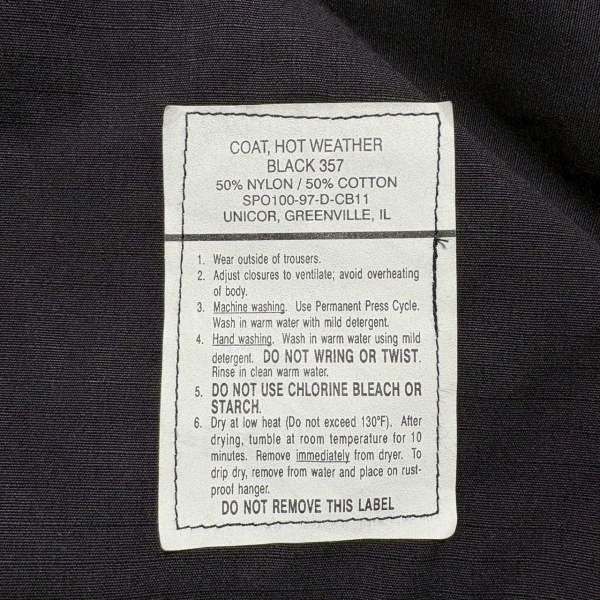 COAT, HOT WEATHER
BLACK 357
50% NYLON / 50% COTTON
SPO100-97-D-CB11
UNICOR, GREENVILLE, IL
1. Wear outside of trousers.
2. Adjust closures to ventilate; avoid overheating
of body.
3. Machine washing. Use Permanent Press Cycle.
Wash in warm water with mild detergent.
4. Hand washing. Wash in warm water using mild
detergent. DO NOT WRING OR TWIST.
Rinse in clean warm water.
5. DO NOT USE CHLORINE BLEACH OR
STARCH.
6. Dry at low heat (Do not exceed 130°F). After
drying, tumble at room temperature for 10
minutes. Remove immediately from dryer. To
drip dry, remove from water and place on rust-
proof hanger.
DO NOT REMOVE THIS LABEL